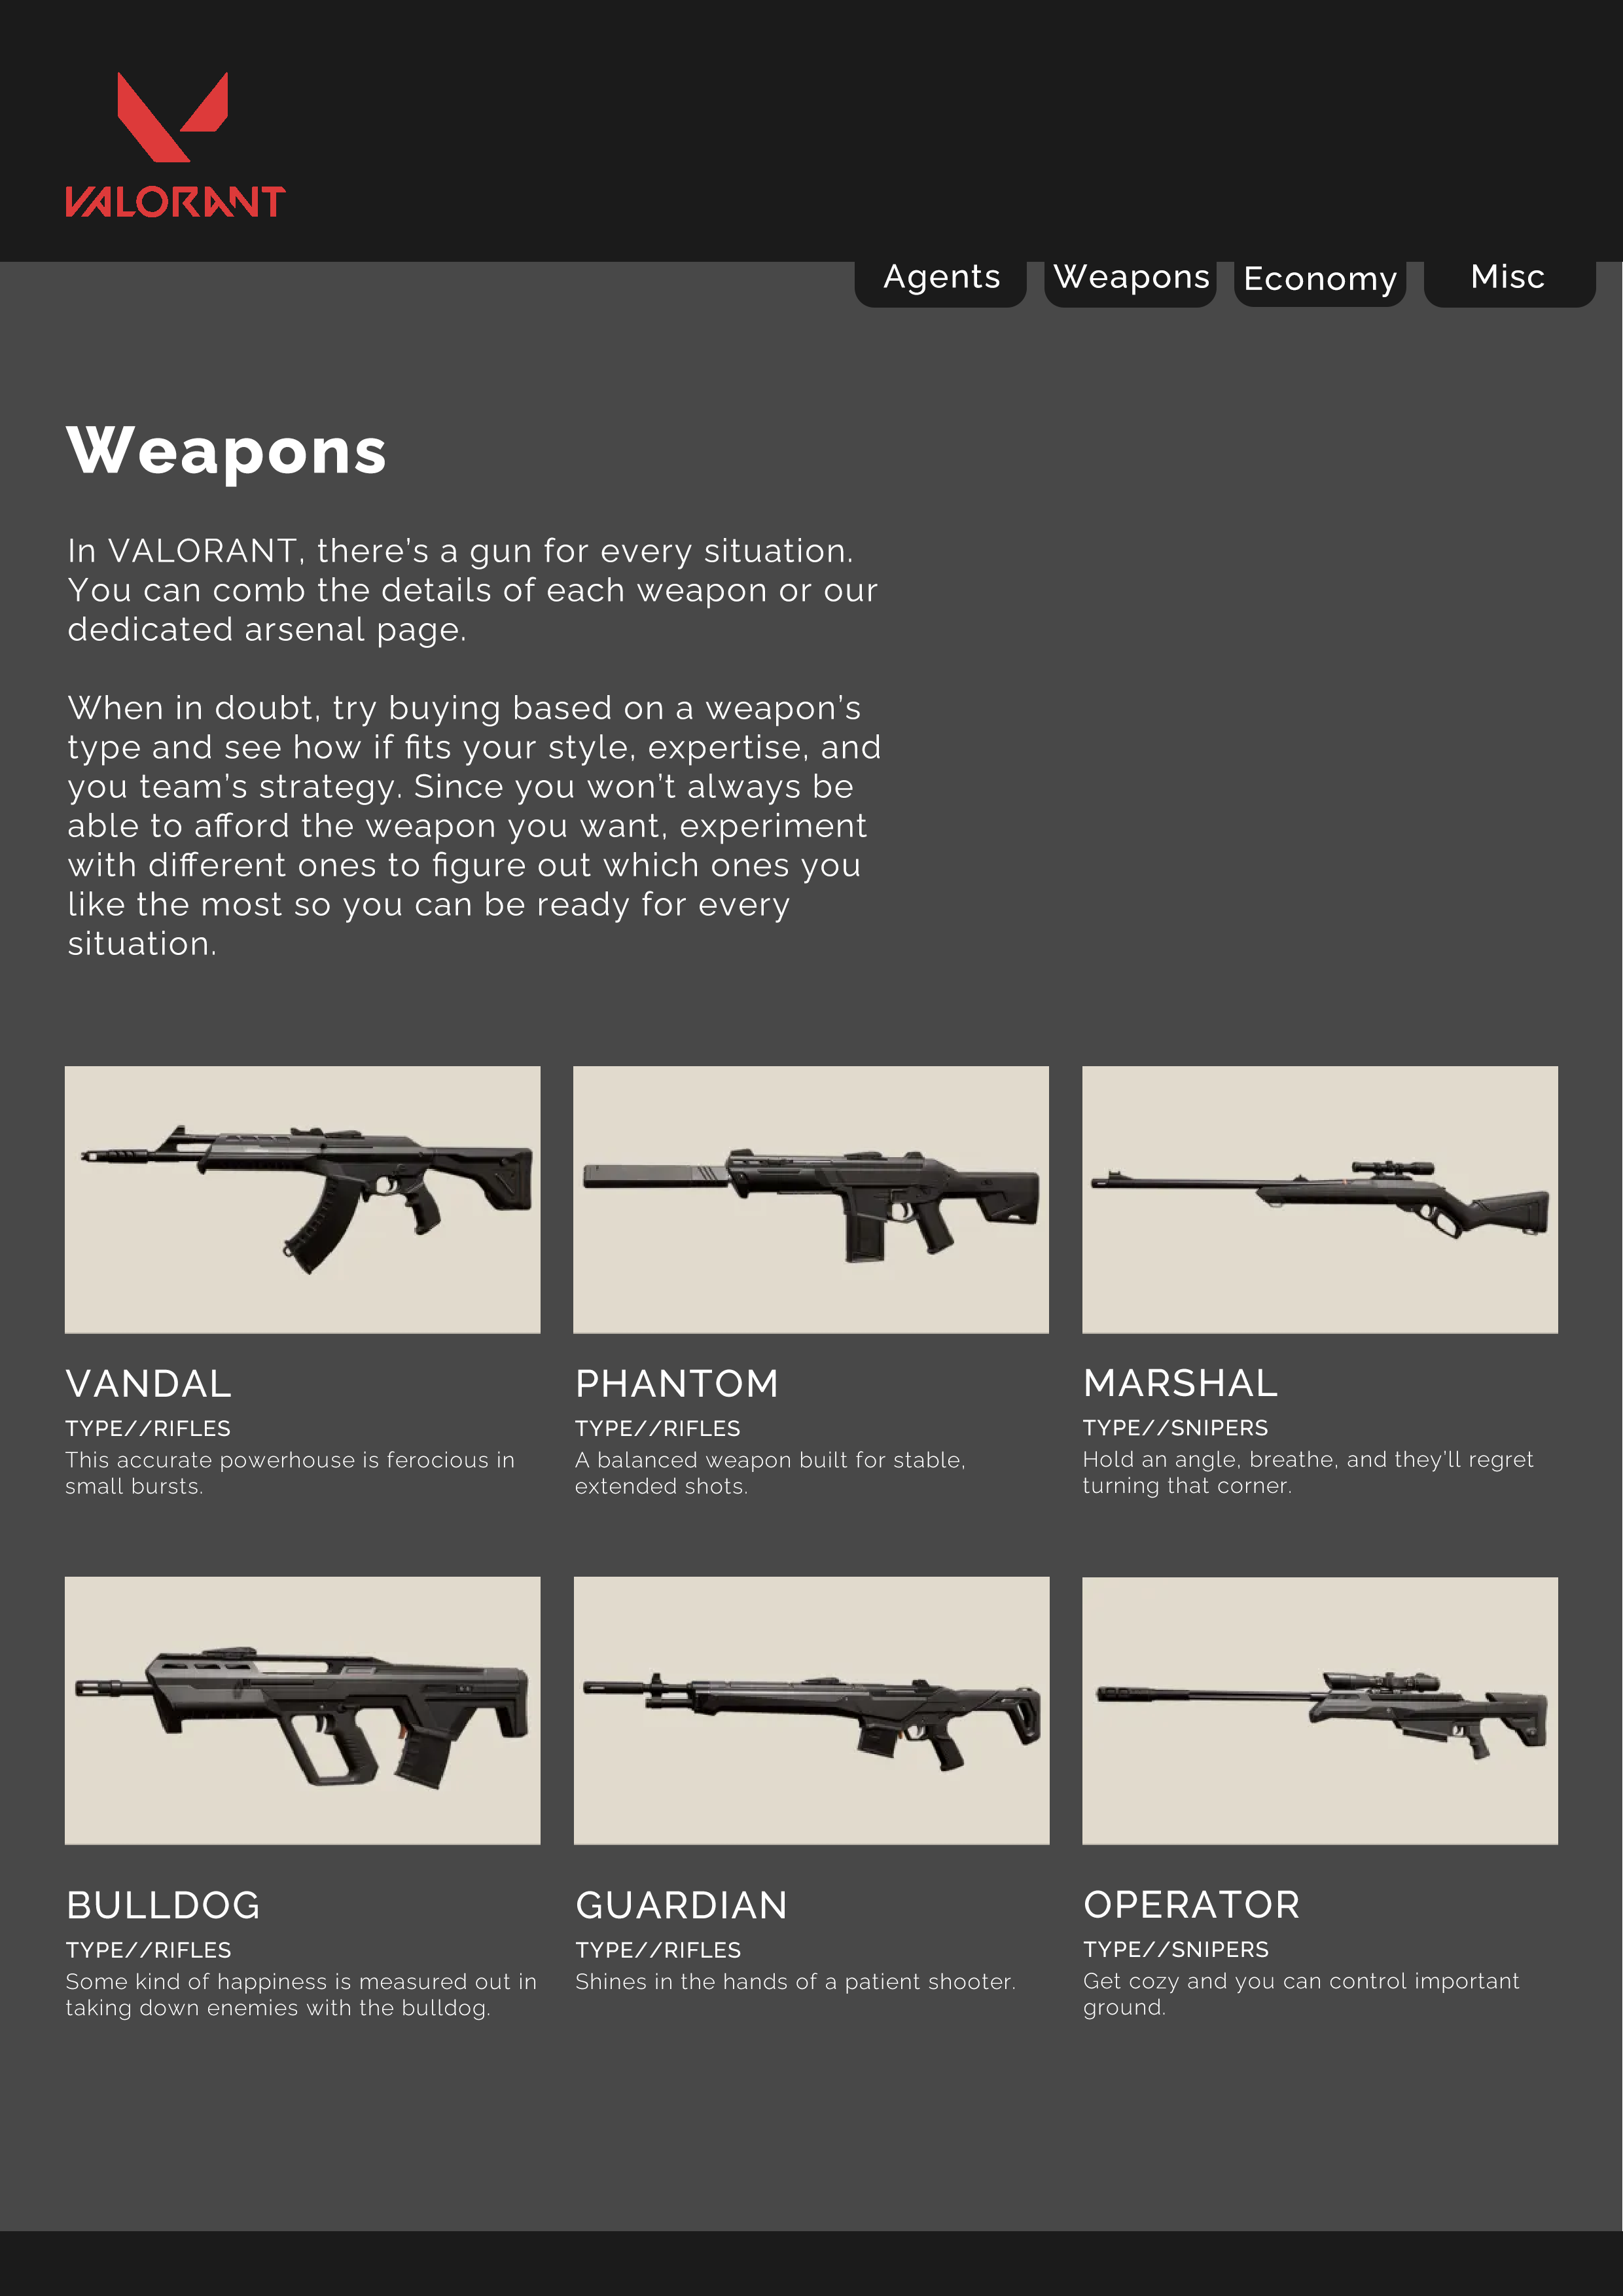 VALORANT
Agents
Weapons
Economy
Misc
Weapons
In VALORANT, there's a gun for every situation.
You can comb the details of each weapon or our
dedicated arsenal page.
When in doubt, try buying based on a weapon's
type and see how if fits your style, expertise, and
you team's strategy. Since you won't always be
able to afford the weapon you want, experiment
with different ones to figure out which ones you
like the most so you can be ready for every
situation.
VANDAL
TYPE//RIFLES
This accurate powerhouse is ferocious in
small bursts.
PHANTOM
TYPE//RIFLES
A balanced weapon built for stable,
extended shots.
MARSHAL
TYPE//SNIPERS
Hold an angle, breathe, and they'll regret
turning that corner.
BULLDOG
TYPE//RIFLES
Some kind of happiness is measured out in
taking down enemies with the bulldog.
GUARDIAN
TYPE//RIFLES
Shines in the hands of a patient shooter.
OPERATOR
TYPE//SNIPERS
Get cozy and you can control important
ground.